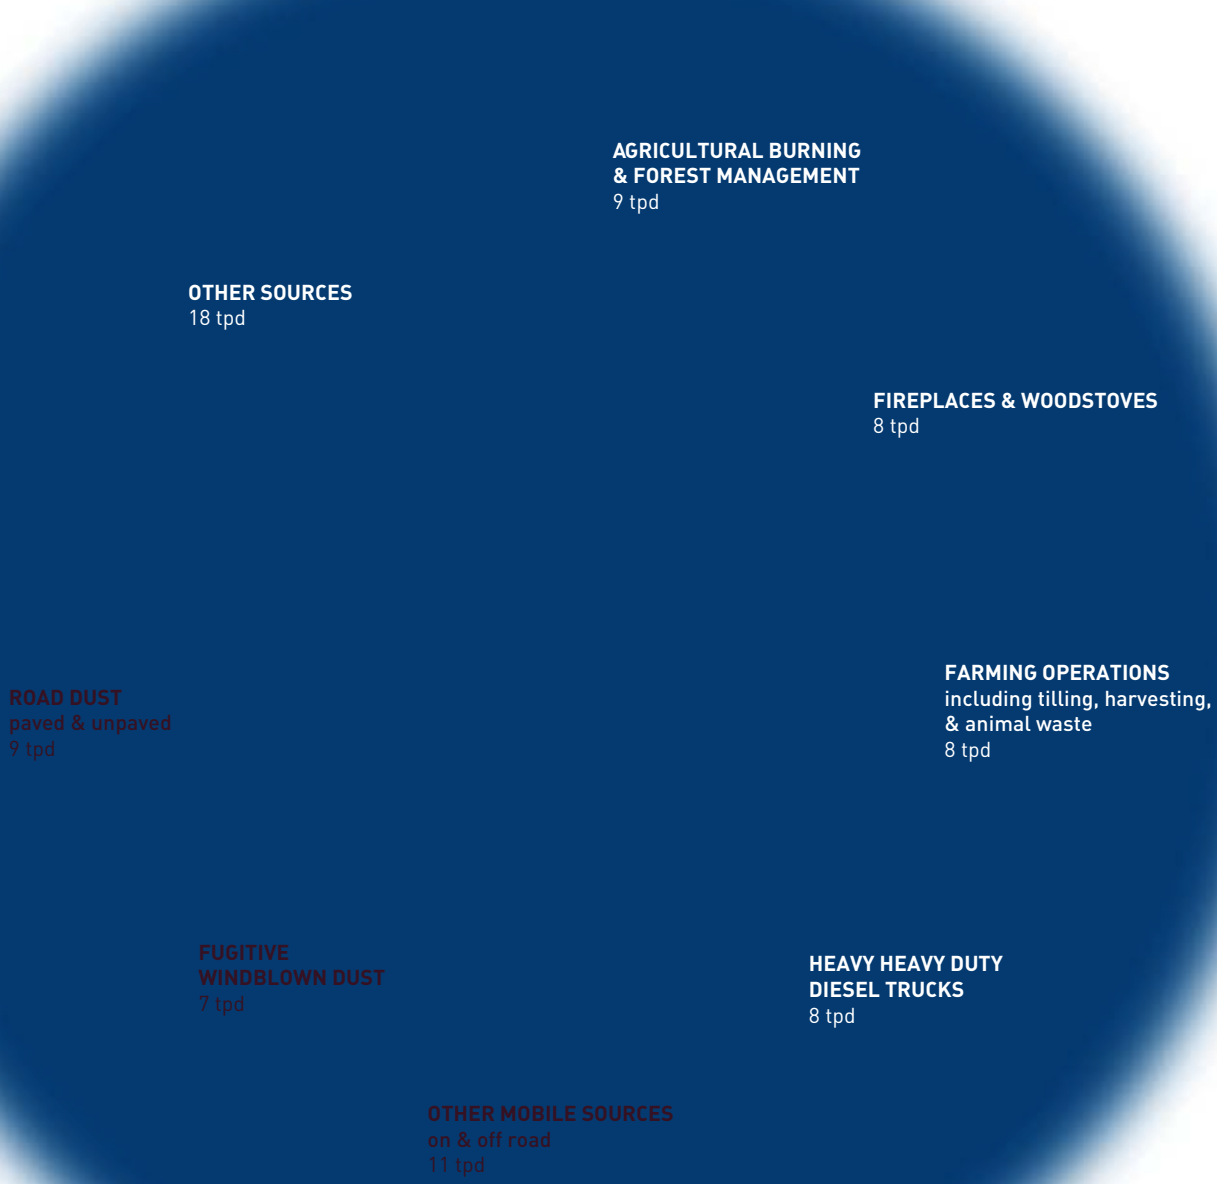 AGRICULTURAL BURNING
& FOREST MANAGEMENT
9 tpd
OTHER SOURCES
18 tpd
FIREPLACES & WOODSTOVES
8 tpd
FARMING OPERATIONS
including tilling, harvesting,
& animal waste
8 tpd
ROAD DUST
paved & unpaved
9 tpd
FUGITIVE
WINDBLOWN DUST
7 tpd
HEAVY HEAVY DUTY
DIESEL TRUCKS
8 tpd
OTHER MOBILE SOURCES
on & off road
11 tpd